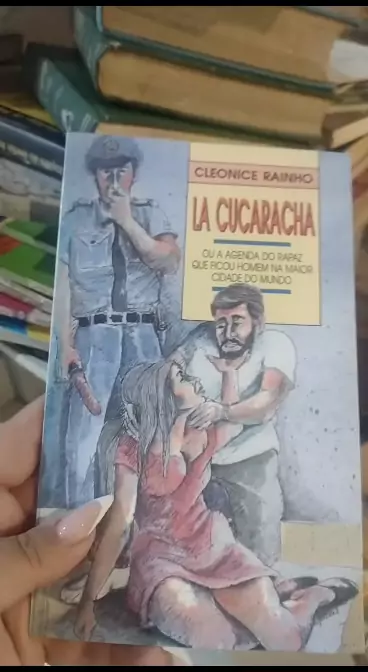 CLEONICE RAINHO
LA CUCARACHA
OU A AGENDA DO RAPAZ
QUE FICOU HOMEM NA MAIOR
CIDADE DO MUNDO